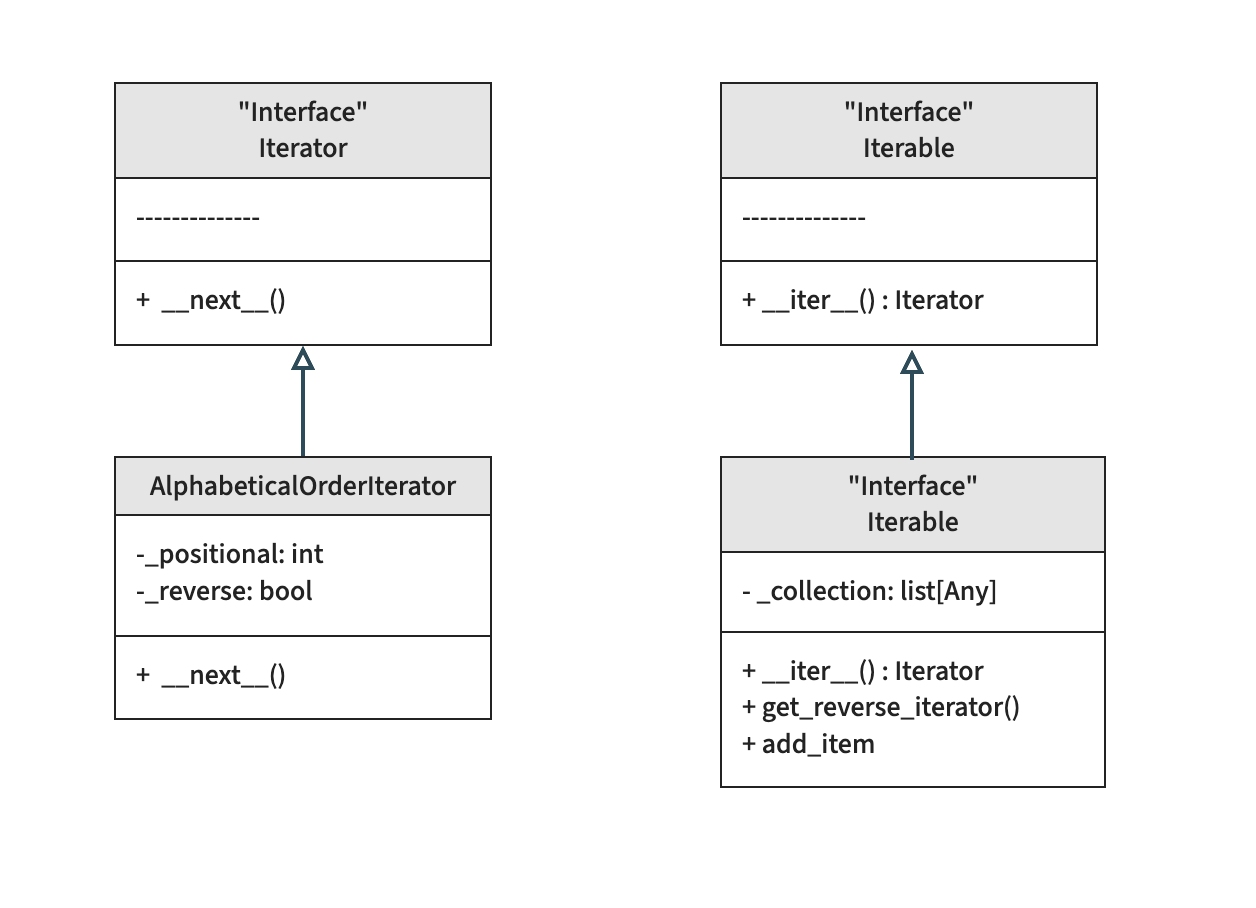 "Interface"
Iterator
--------------
+ __next__()
AlphabeticalOrderIterator
-_positional: int
-_reverse: bool
+ __next__()
"Interface"
Iterable
--------------
+ __iter__() : Iterator
"Interface"
Iterable
- _collection: list[Any]
+ __iter__() : Iterator
+ get_reverse_iterator()
+ add_item